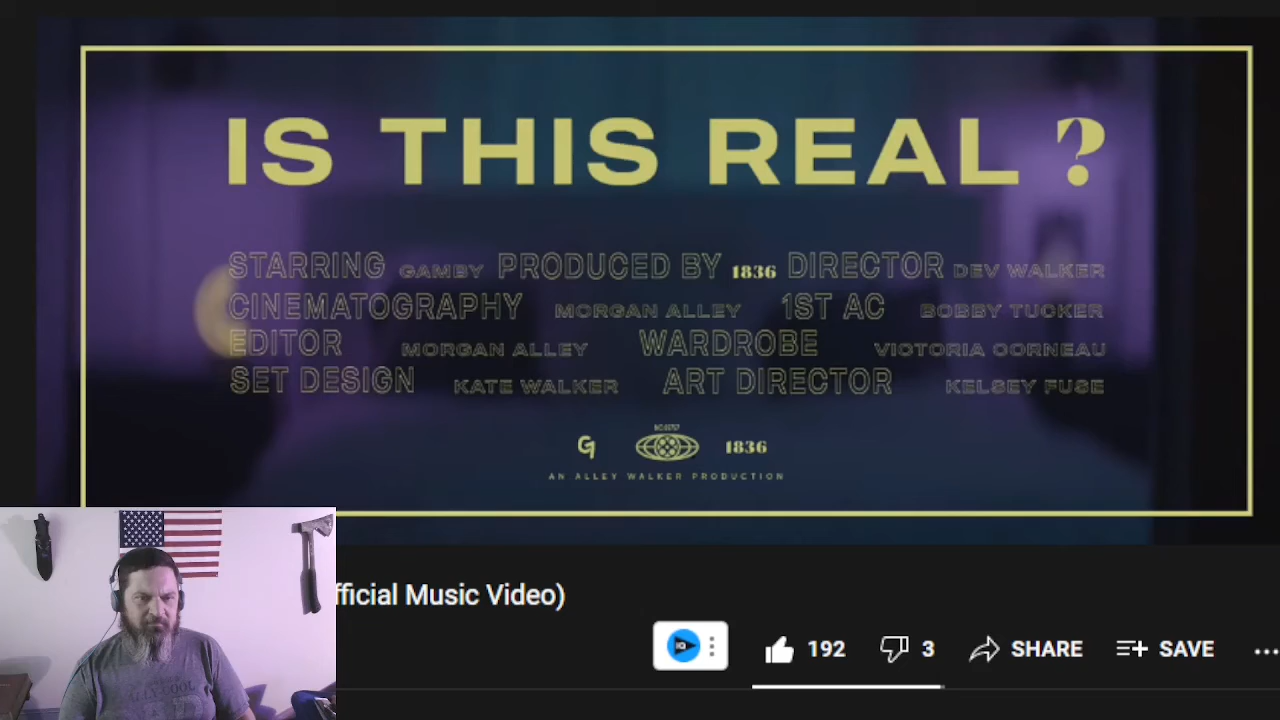 IS THIS REAL ?
STARRING GAMBY PRODUCED BY 1836 DIRECTOR DEV WALKER
CINEMATOGRAPHY MORGAN ALLEY 1ST AC BOBBY TUCKER
EDITOR MORGAN ALLEY WARDROBE VICTORIA CORNEAU
SET DESIGN KATE WALKER ART DIRECTOR KELSEY FUSE
G 1836
AN ALLEY WALKER PRODUCTION
fficial Music Video)
IQ 192 3 SHARE SAVE